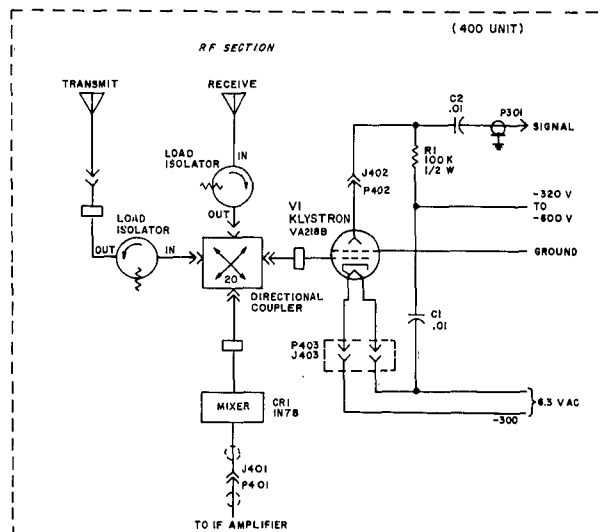 (400 UNIT)
RF SECTION
TRANSMIT
RECEIVE
C2
.01
P301
SIGNAL
R1
100K
1/2 W
J402
P402
LOAD
ISOLATOR
IN
OUT
V1
KLYSTRON
VA218B
-320 V
TO
-600 V
LOAD
ISOLATOR
OUT
IN
GROUND
20
DIRECTIONAL
COUPLER
C1
.01
P403
J403
MIXER
CR1
1N78
6.3 VAC
-300
J401
P401
TO IF AMPLIFIER